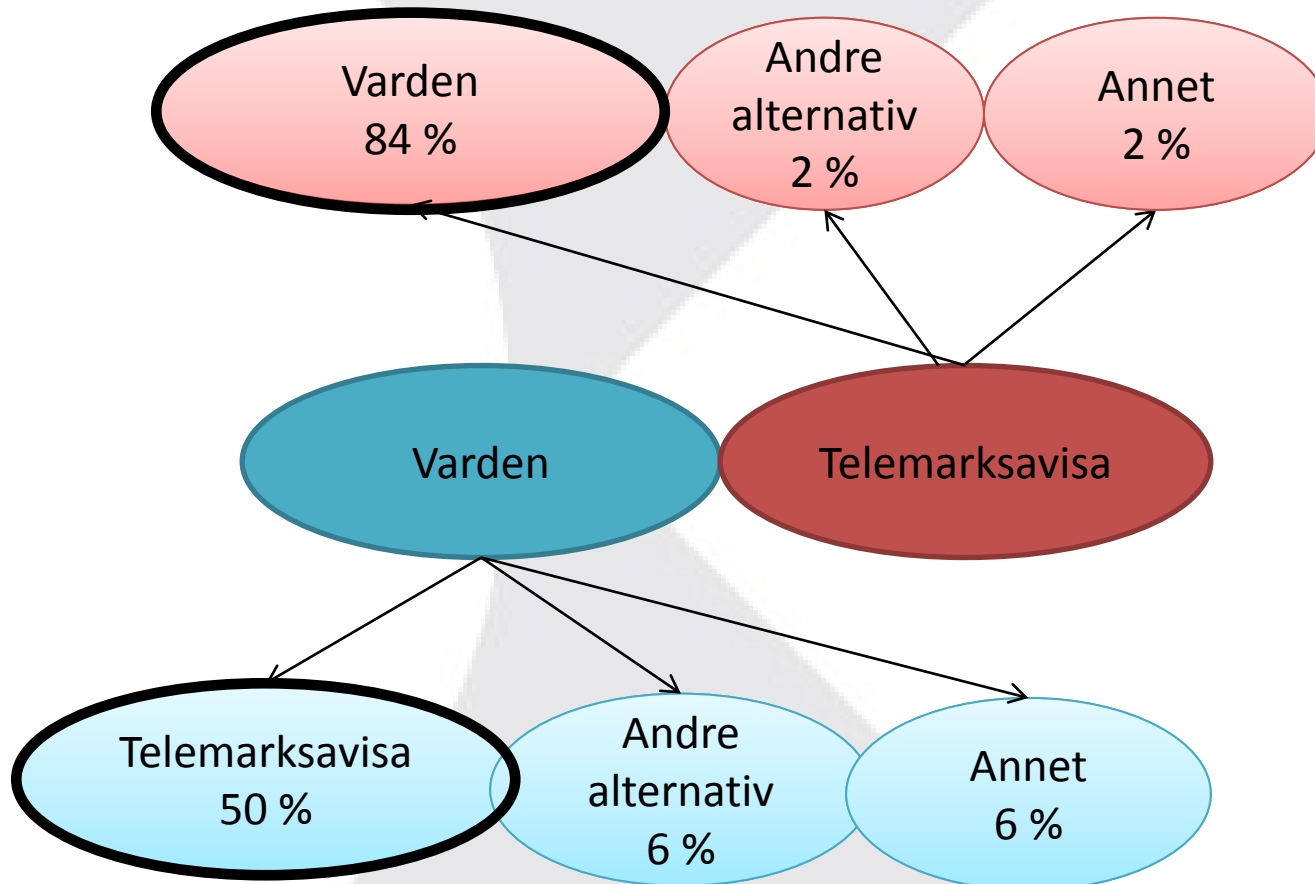 Varden
84 %
Andre
alternativ
2 %
Annet
2 %
Varden
Telemarksavisa
Telemarksavisa
50 %
Andre
alternativ
6 %
Annet
6 %